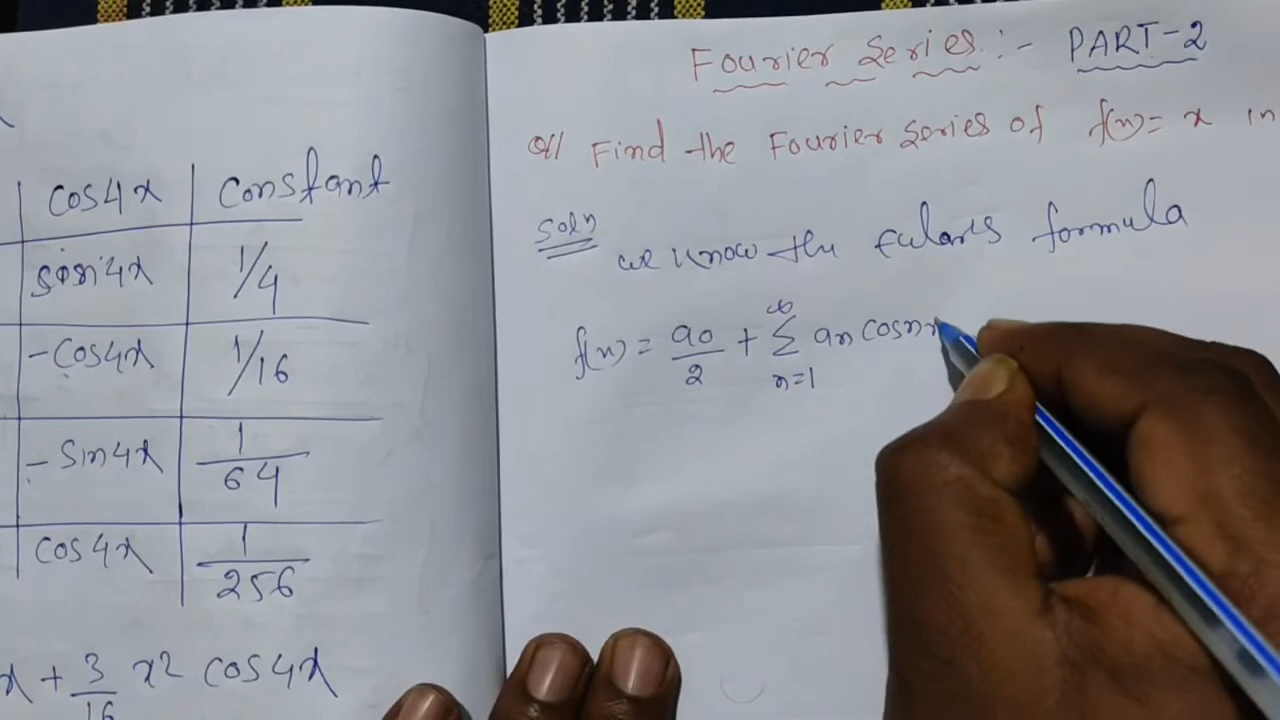 cos4x | constant
sin4x | 1/4
-cos4x | 1/16
- sin4x | 1/64
cos4x | 1/256
x + 3/16 x2 cos4x
Fourier Series :- PART-2
Q1) Find the Fourier Series of f(x) = x in
Soln
we know the Eular's formula
f(x) = a0/2 + ∞ Σ n=1 an cosnx